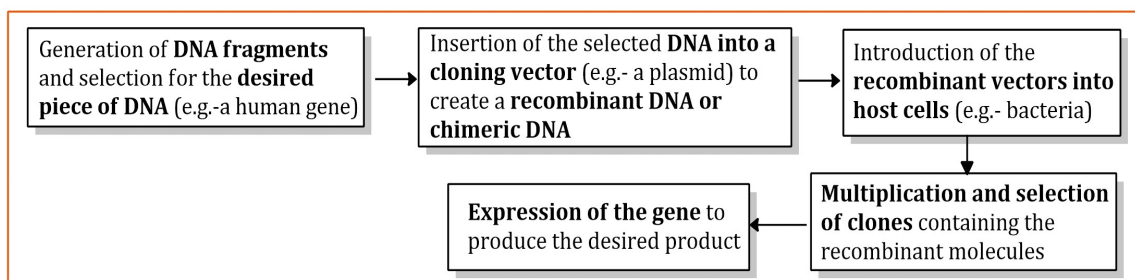 Generation of DNA fragments
and selection for the desired
piece of DNA (e.g.-a human gene)
Insertion of the selected DNA into a
cloning vector (e.g.- a plasmid) to
create a recombinant DNA or
chimeric DNA
Introduction of the
recombinant vectors into
host cells (e.g.- bacteria)
Multiplication and selection
of clones containing the
recombinant molecules
Expression of the gene to
produce the desired product